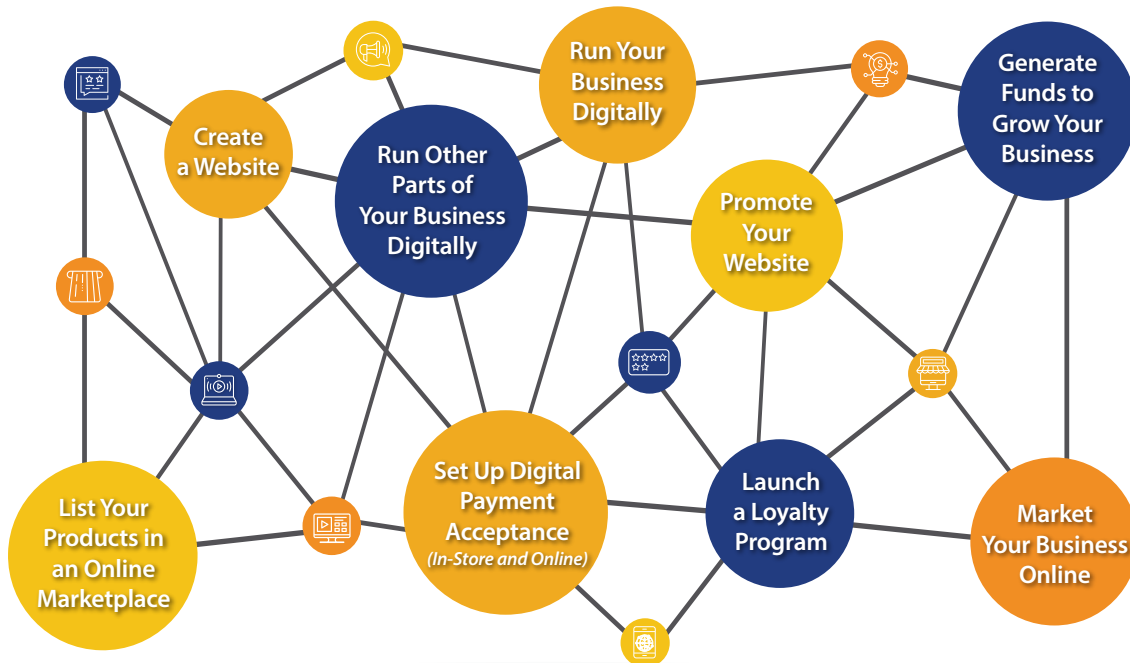 Create
a Website
Run Other
Parts of
Your Business
Digitally
Run Your
Business
Digitally
Promote
Your
Website
Generate
Funds to
Grow Your
Business
List Your
Products in
an Online
Marketplace
Set Up Digital
Payment
Acceptance
(In-Store and Online)
Launch
a Loyalty
Program
Market
Your Business
Online